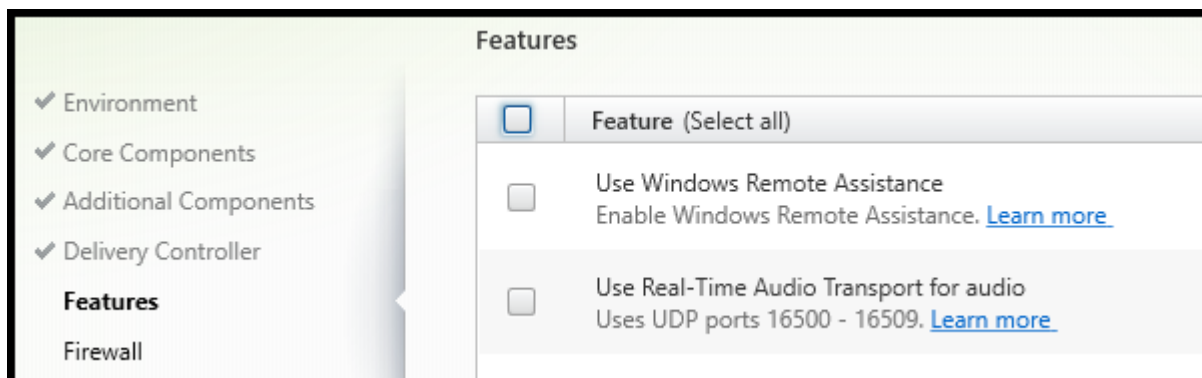 Features
Environment
Core Components
Additional Components
Delivery Controller
Features
Firewall
Feature (Select all)
Use Windows Remote Assistance
Enable Windows Remote Assistance. Learn more
Use Real-Time Audio Transport for audio
Uses UDP ports 16500 - 16509. Learn more